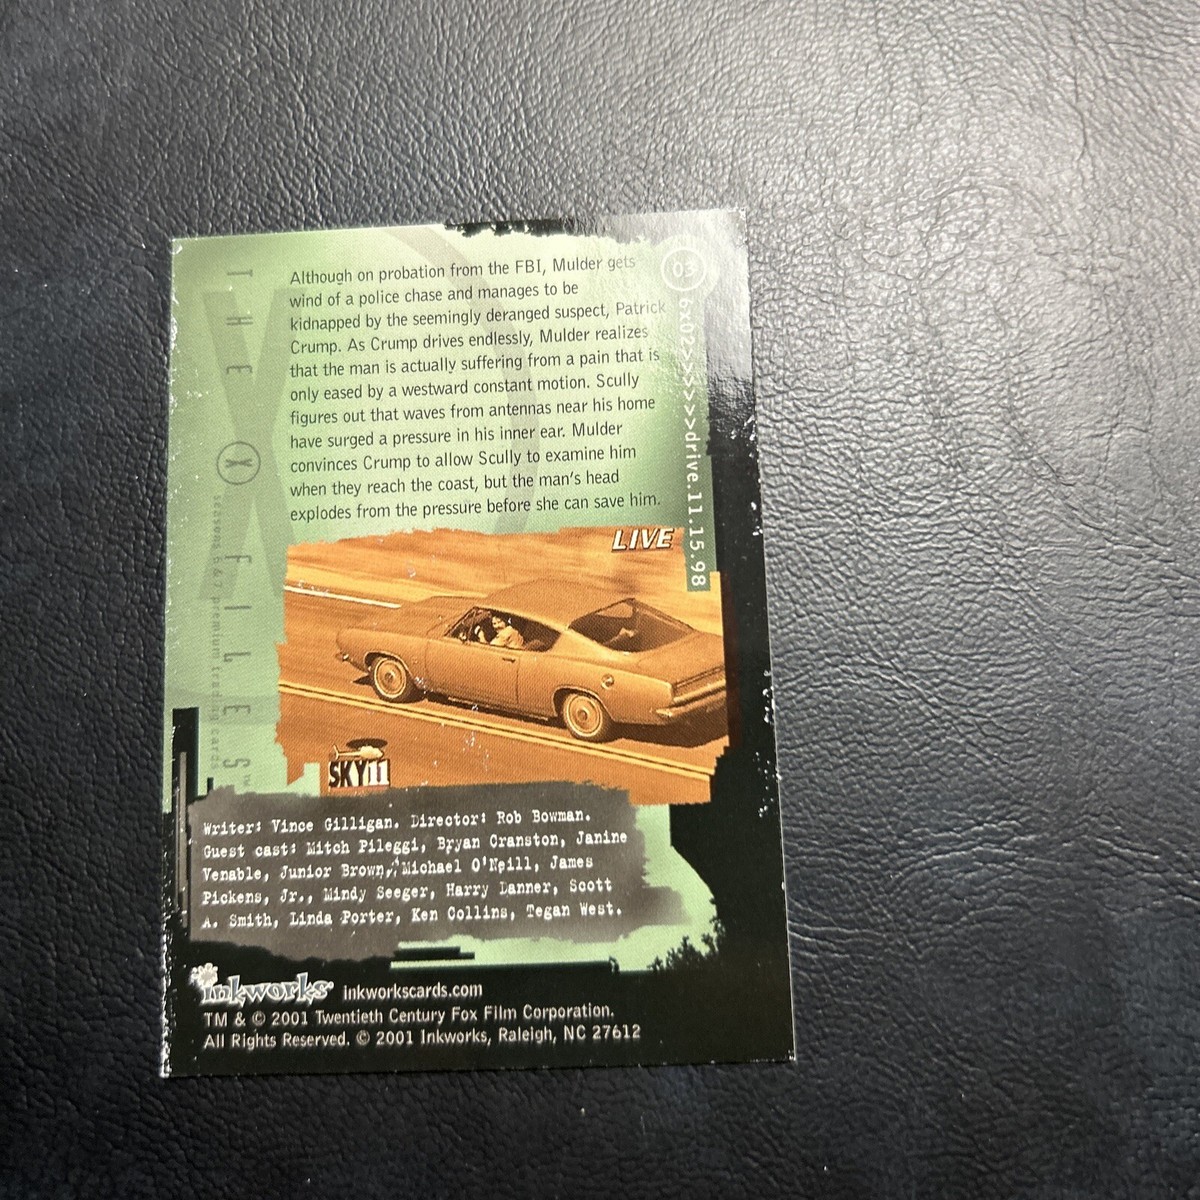 Although on probation from the FBI, Mulder gets
wind of a police chase and manages to be
kidnapped by the seemingly deranged suspect, Patrick
Crump. As Crump drives endlessly, Mulder realizes
that the man is actually suffering from a pain that is
only eased by a westward constant motion. Scully
figures out that waves from antennas near his home
have surged a pressure in his inner ear. Mulder
convinces Crump to allow Scully to examine him
when they reach the coast, but the man's head
explodes from the pressure before she can save him.
03
6x02>>>>>>drive.11.15.98
THE X FILES™
seasons 6 & 7 premium trading cards
LIVE
SKY11
Writer: Vince Gilligan. Director: Rob Bowman.
Guest cast: Mitch Pileggi, Bryan Cranston, Janine
Venable, Junior Brown, Michael O'Neill, James
Pickens, Jr., Mindy Seeger, Harry Danner, Scott
A. Smith, Linda Porter, Ken Collins, Tegan West.
inkworks inkworkscards.com
TM & © 2001 Twentieth Century Fox Film Corporation.
All Rights Reserved. © 2001 Inkworks, Raleigh, NC 27612